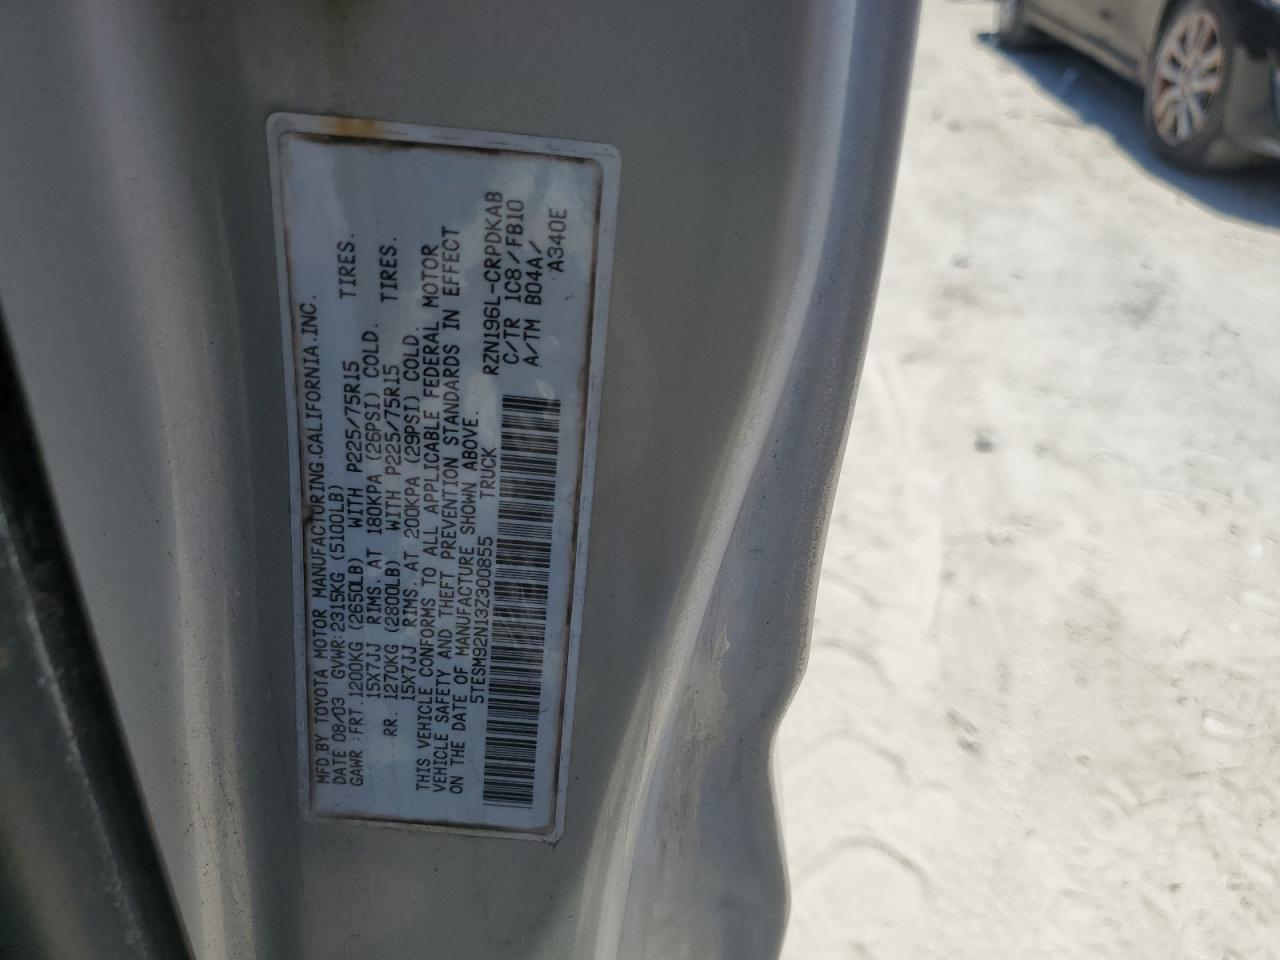 MFD.BY TOYOTA MOTOR MANUFACTURING.CALIFORNIA.INC.
DATE 08/03 GVWR:2315KG (5100LB)
GAWR:FRT.1200KG (2650LB) WITH P225/75R15 TIRES.
15X7JJ RIMS. AT 180KPA (26PSI) COLD.
RR. 1270KG (2800LB) WITH P225/75R15 TIRES.
15X7JJ RIMS. AT 200KPA (29PSI) COLD.
THIS VEHICLE CONFORMS TO ALL APPLICABLE FEDERAL MOTOR
VEHICLE SAFETY AND THEFT PREVENTION STANDARDS IN EFFECT
ON THE DATE OF MANUFACTURE SHOWN ABOVE.
5TESM92N13Z300855 TRUCK
RZN196L-CRPDKAB
C/TR 1C8/FB10
A/TM B04A/
A340E